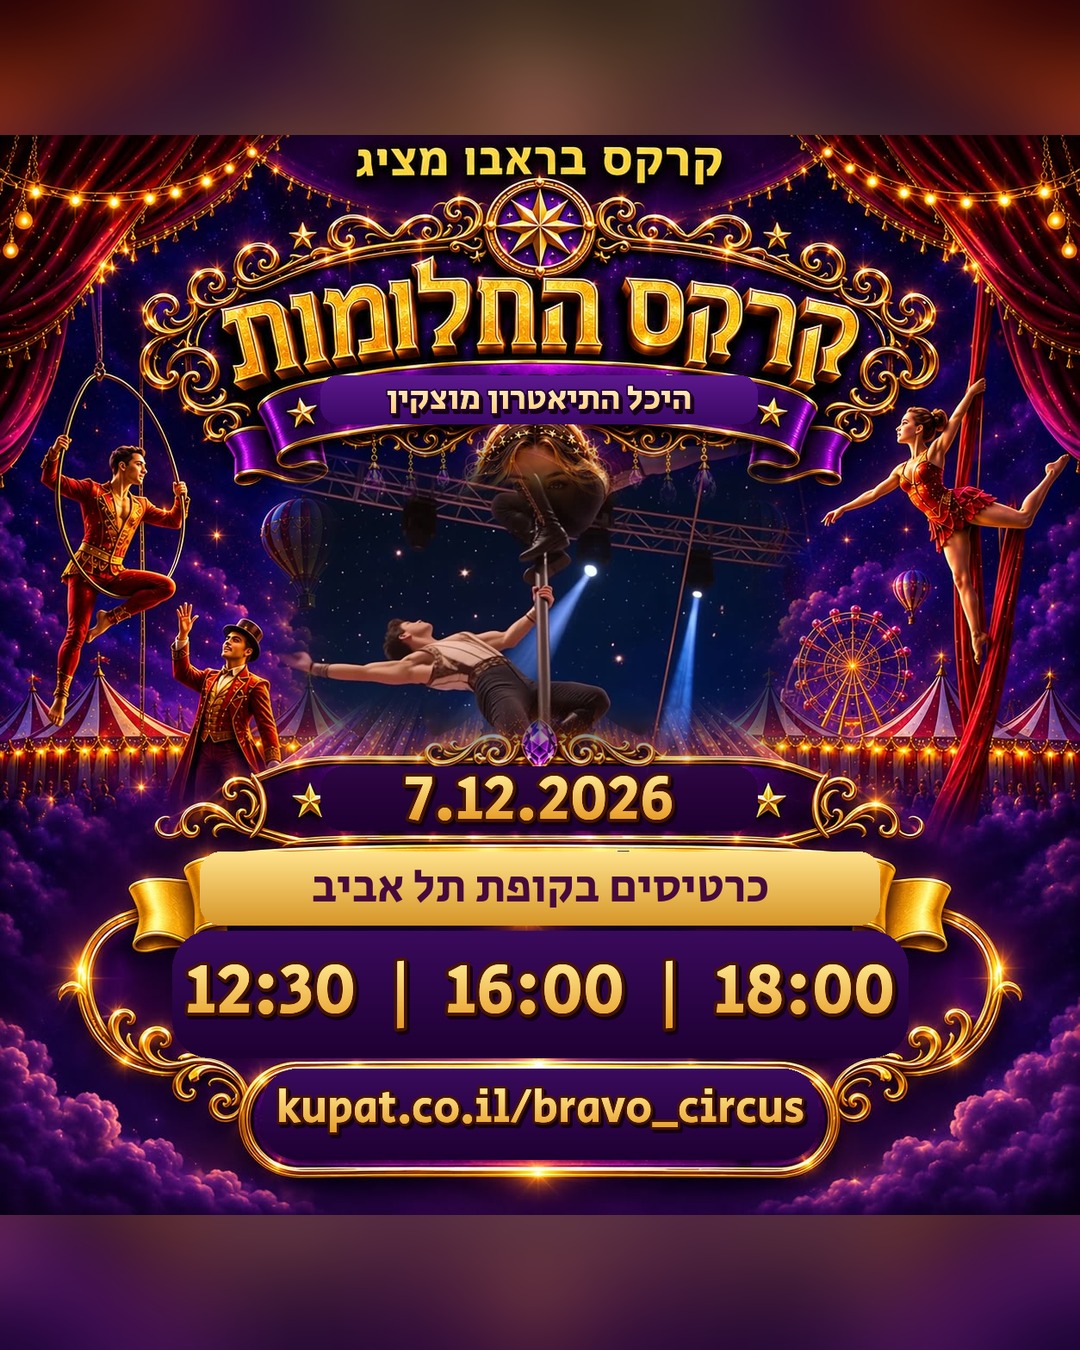 קרקס בראבו מציג
קרקס החלומות
היכל התיאטרון מוצקין
7.12.2026
כרטיסים בקופת תל אביב
12:30 | 16:00 | 18:00
kupat.co.il/bravo_circus